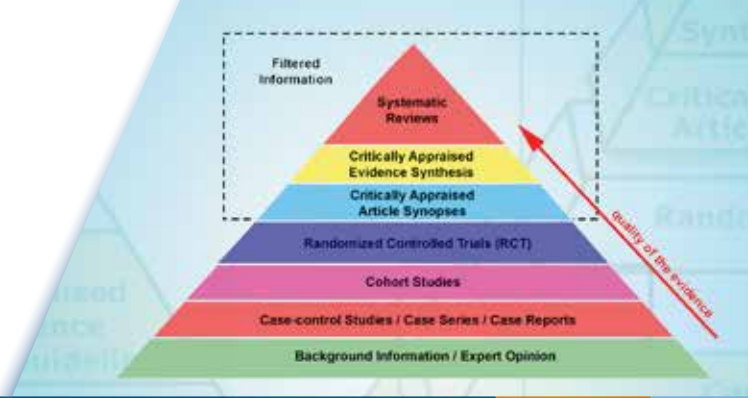 Filtered
Information
Systematic
Reviews
Critically Appraised
Evidence Synthesis
Critically Appraised
Article Synopses
Randomized Controlled Trials (RCT)
Cohort Studies
Case-control Studies / Case Series / Case Reports
Background Information / Expert Opinion
quality of the evidence